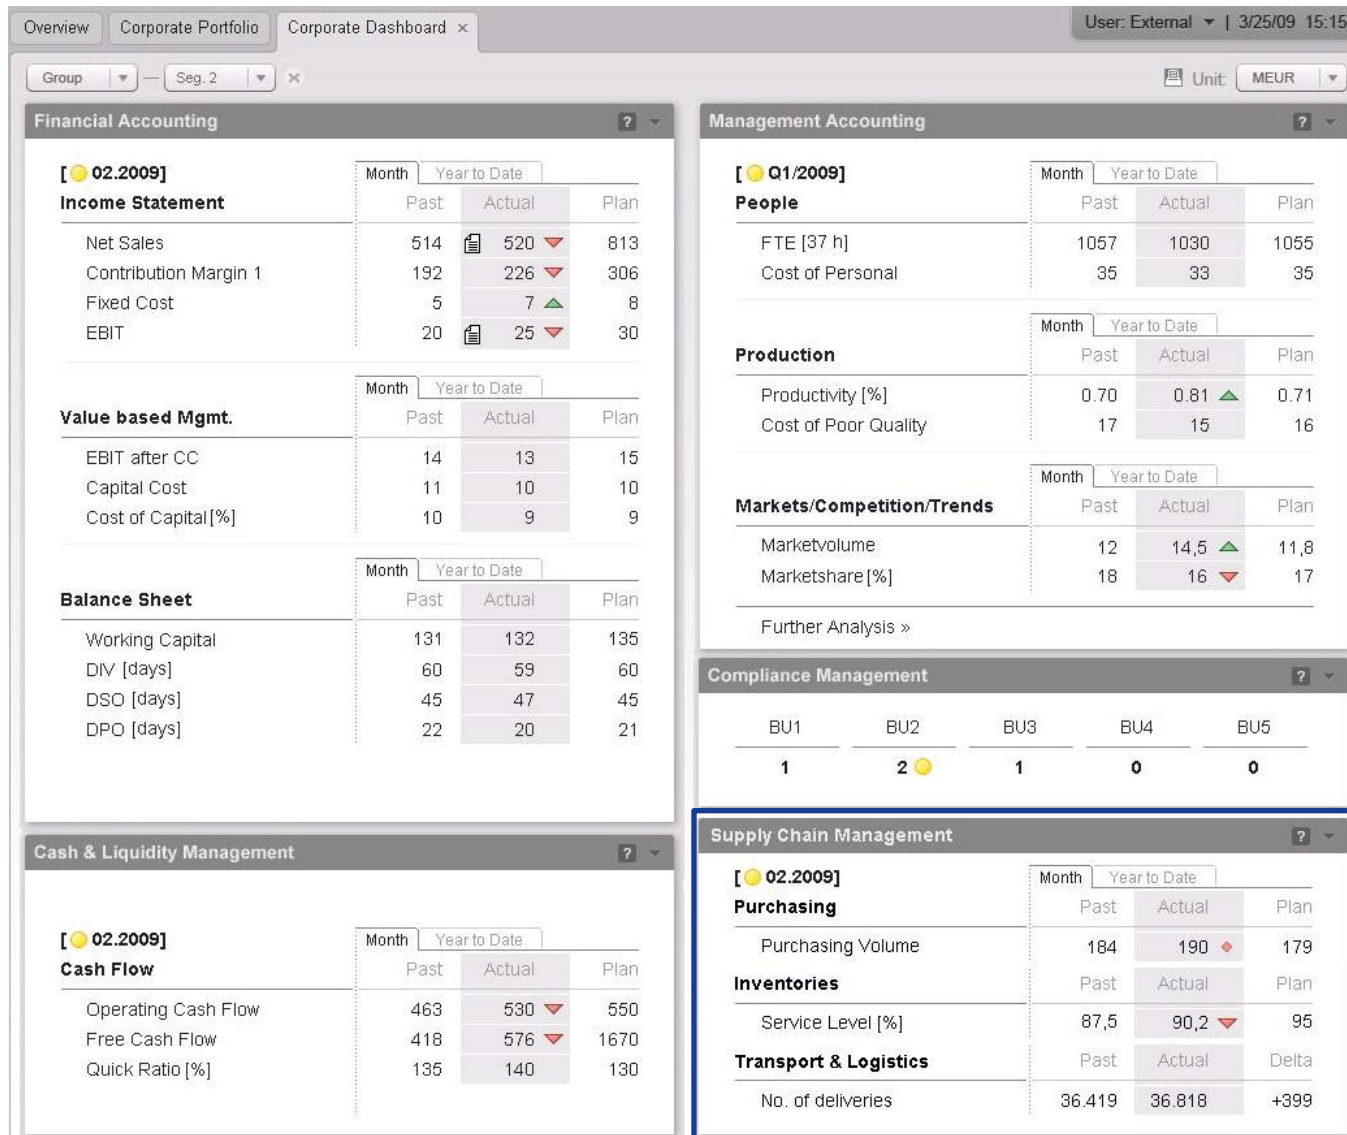 Overview Corporate Portfolio Corporate Dashboard × User: External ▼ | 3/25/09 15:15
Group — Seg. 2 × Unit: MEUR
Financial Accounting ?
[ 02.2009] Month Year to Date
Income Statement Past Actual Plan
Net Sales 514 520 813
Contribution Margin 1 192 226 306
Fixed Cost 5 7 8
EBIT 20 25 30
Month Year to Date
Value based Mgmt. Past Actual Plan
EBIT after CC 14 13 15
Capital Cost 11 10 10
Cost of Capital [%] 10 9 9
Month Year to Date
Balance Sheet Past Actual Plan
Working Capital 131 132 135
DIV [days] 60 59 60
DSO [days] 45 47 45
DPO [days] 22 20 21
Cash & Liquidity Management ?
[ 02.2009] Month Year to Date
Cash Flow Past Actual Plan
Operating Cash Flow 463 530 550
Free Cash Flow 418 576 1670
Quick Ratio [%] 135 140 130
Management Accounting ?
[ Q1/2009] Month Year to Date
People Past Actual Plan
FTE [37 h] 1057 1030 1055
Cost of Personal 35 33 35
Month Year to Date
Production Past Actual Plan
Productivity [%] 0.70 0.81 0.71
Cost of Poor Quality 17 15 16
Month Year to Date
Markets/Competition/Trends Past Actual Plan
Marketvolume 12 14,5 11,8
Marketshare [%] 18 16 17
Further Analysis »
Compliance Management ?
BU1 BU2 BU3 BU4 BU5
1 2 1 0 0
Supply Chain Management ?
[ 02.2009] Month Year to Date
Purchasing Past Actual Plan
Purchasing Volume 184 190 179
Inventories Past Actual Plan
Service Level [%] 87,5 90,2 95
Transport & Logistics Past Actual Delta
No. of deliveries 36.419 36.818 +399